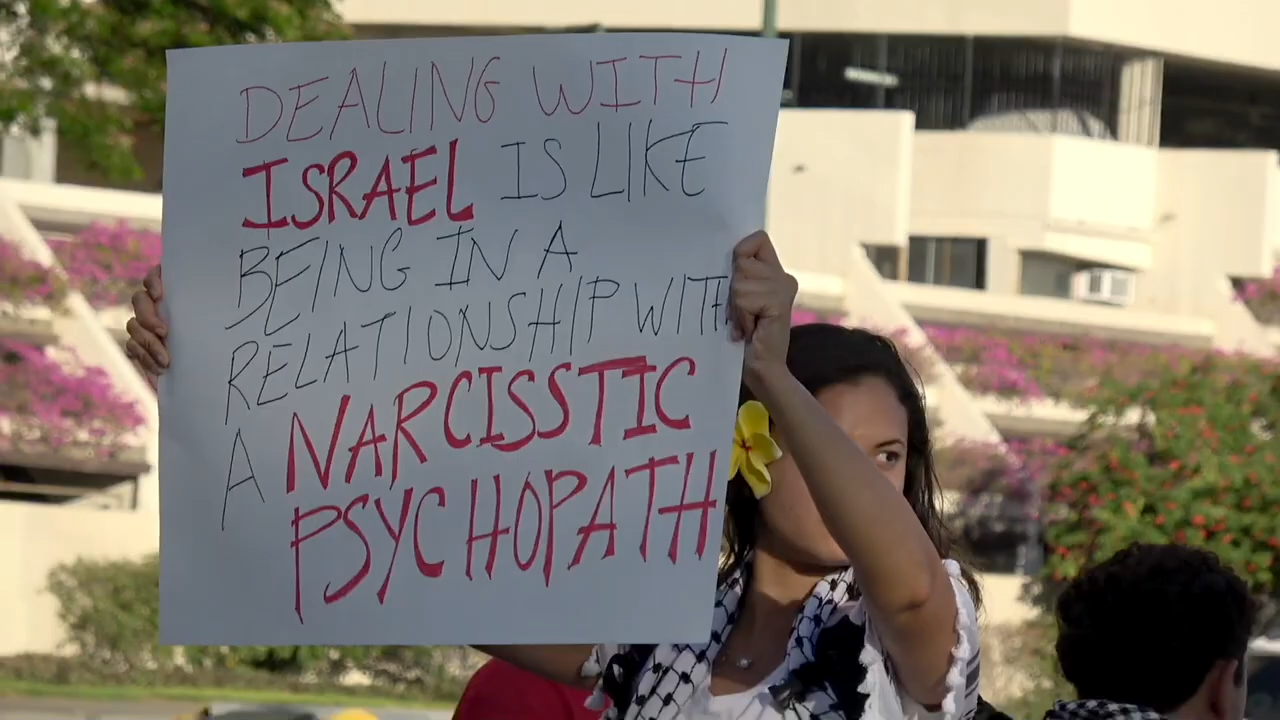 DEALING WITH
ISRAEL IS LIKE
BEING IN A
RELATIONSHIP WITH
A NARCISSTIC
PSYCHOPATH